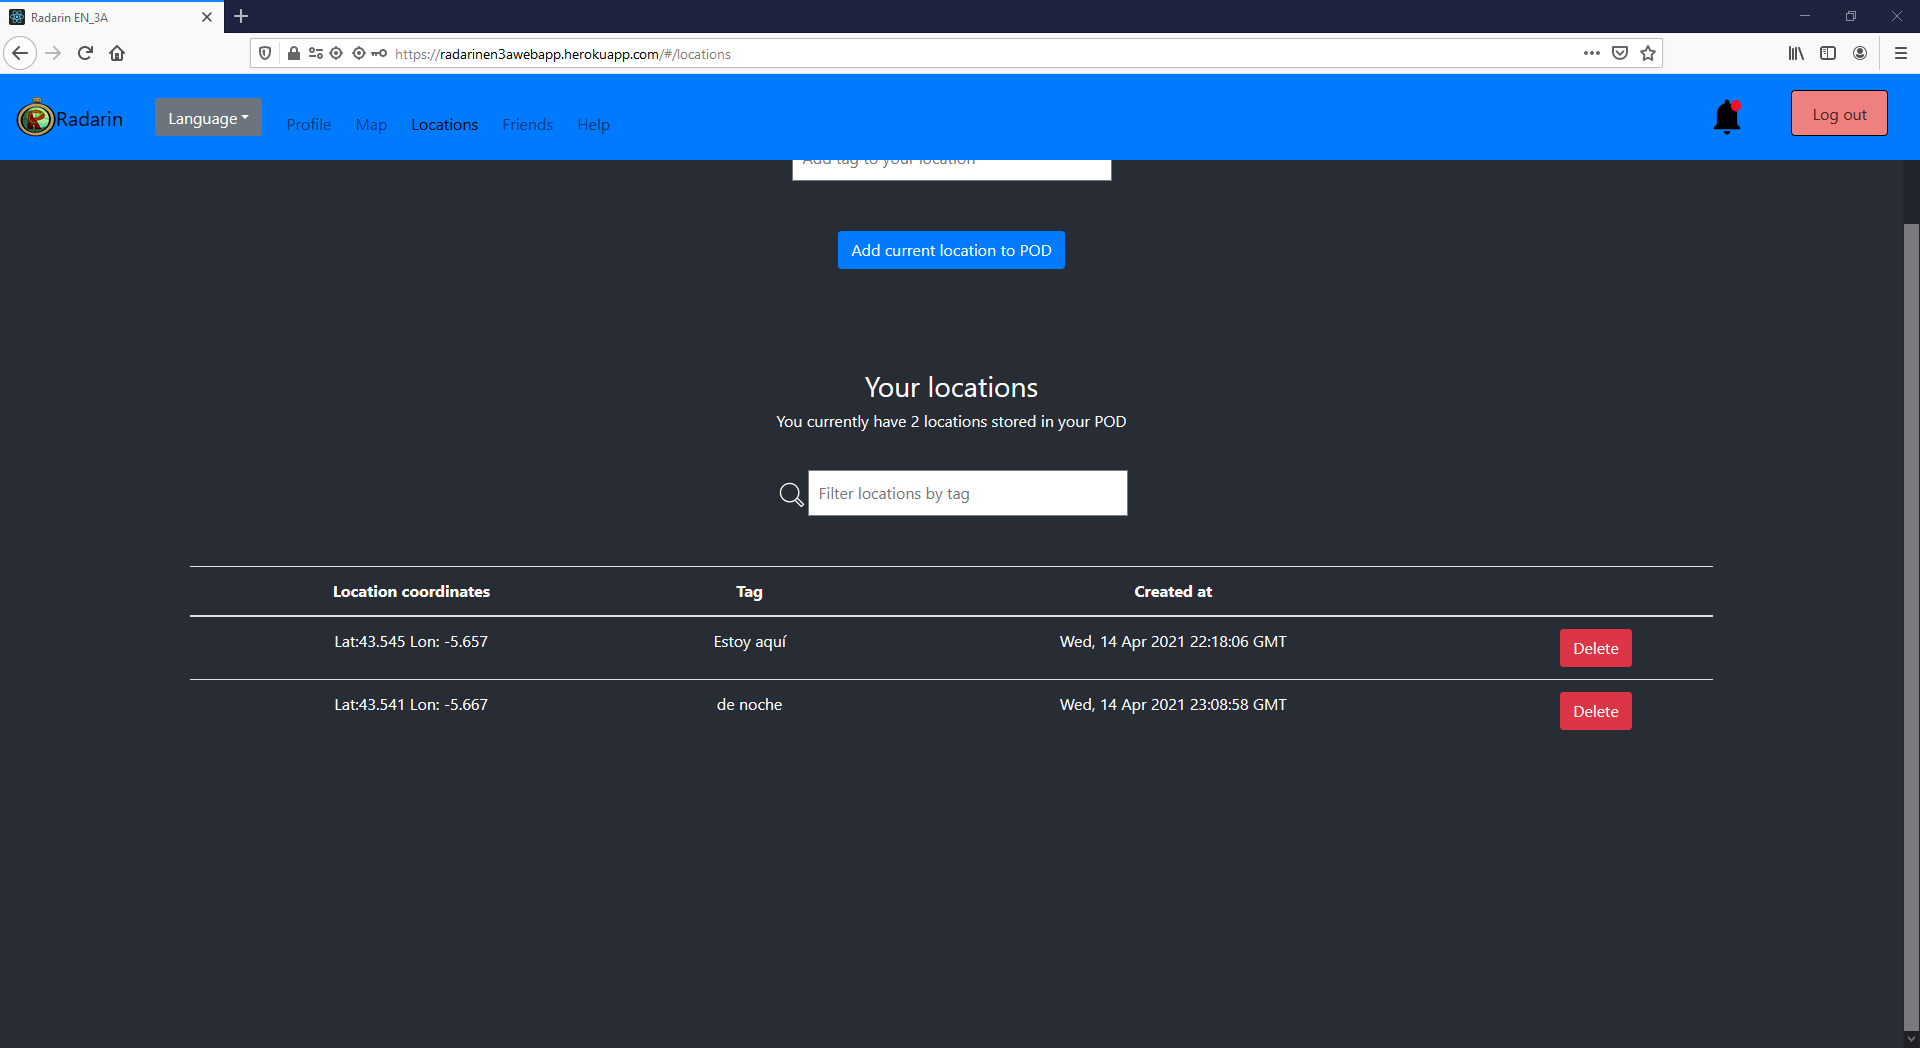 Radarin EN_3A
https://radarinen3awebapp.herokuapp.com/#/locations
Radarin
Language
Profile
Map
Locations
Friends
Help
Log out
Add tag to your location
Add current location to POD
Your locations
You currently have 2 locations stored in your POD
Filter locations by tag
Location coordinates Tag Created at
Lat:43.545 Lon: -5.657 Estoy aquí Wed, 14 Apr 2021 22:18:06 GMT Delete
Lat:43.541 Lon: -5.667 de noche Wed, 14 Apr 2021 23:08:58 GMT Delete